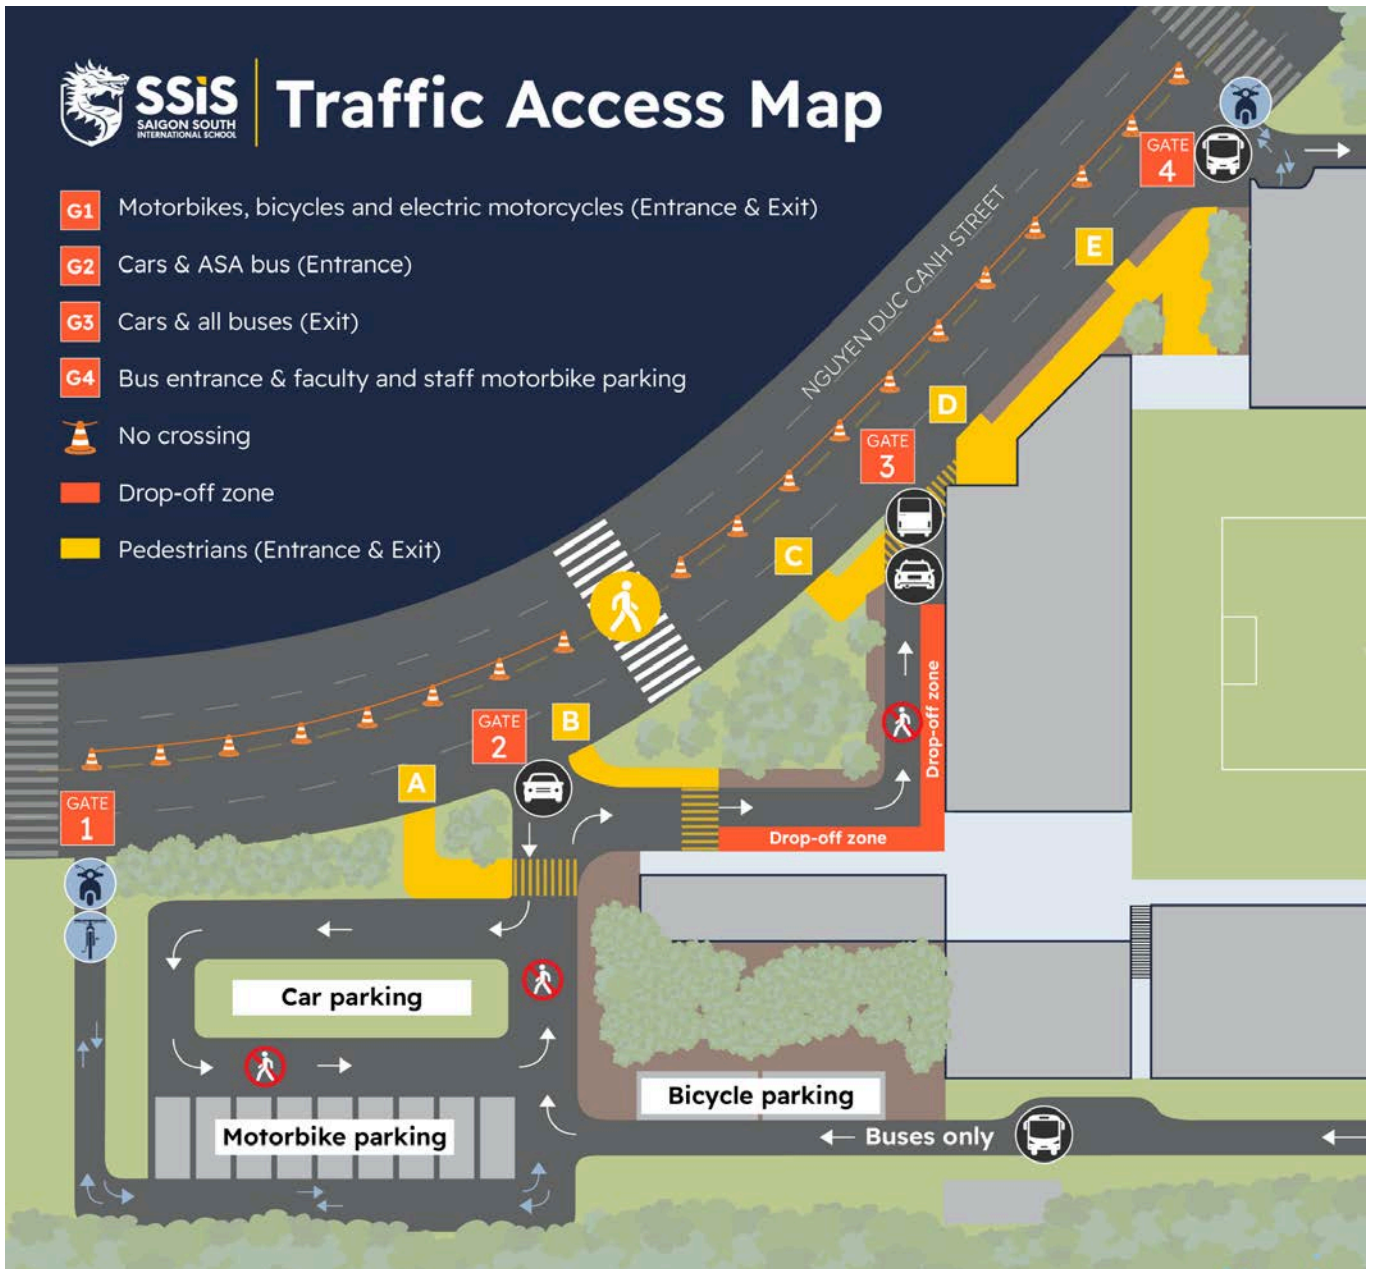 SSiS
SAIGON SOUTH
INTERNATIONAL SCHOOL
Traffic Access Map
G1 Motorbikes, bicycles and electric motorcycles (Entrance & Exit)
G2 Cars & ASA bus (Entrance)
G3 Cars & all buses (Exit)
G4 Bus entrance & faculty and staff motorbike parking
No crossing
Drop-off zone
Pedestrians (Entrance & Exit)
NGUYEN DUC CANH STREET
GATE
4
E
D
GATE
3
C
B
GATE
2
A
GATE
1
Drop-off zone
Drop-off zone
Car parking
Bicycle parking
Motorbike parking
Buses only